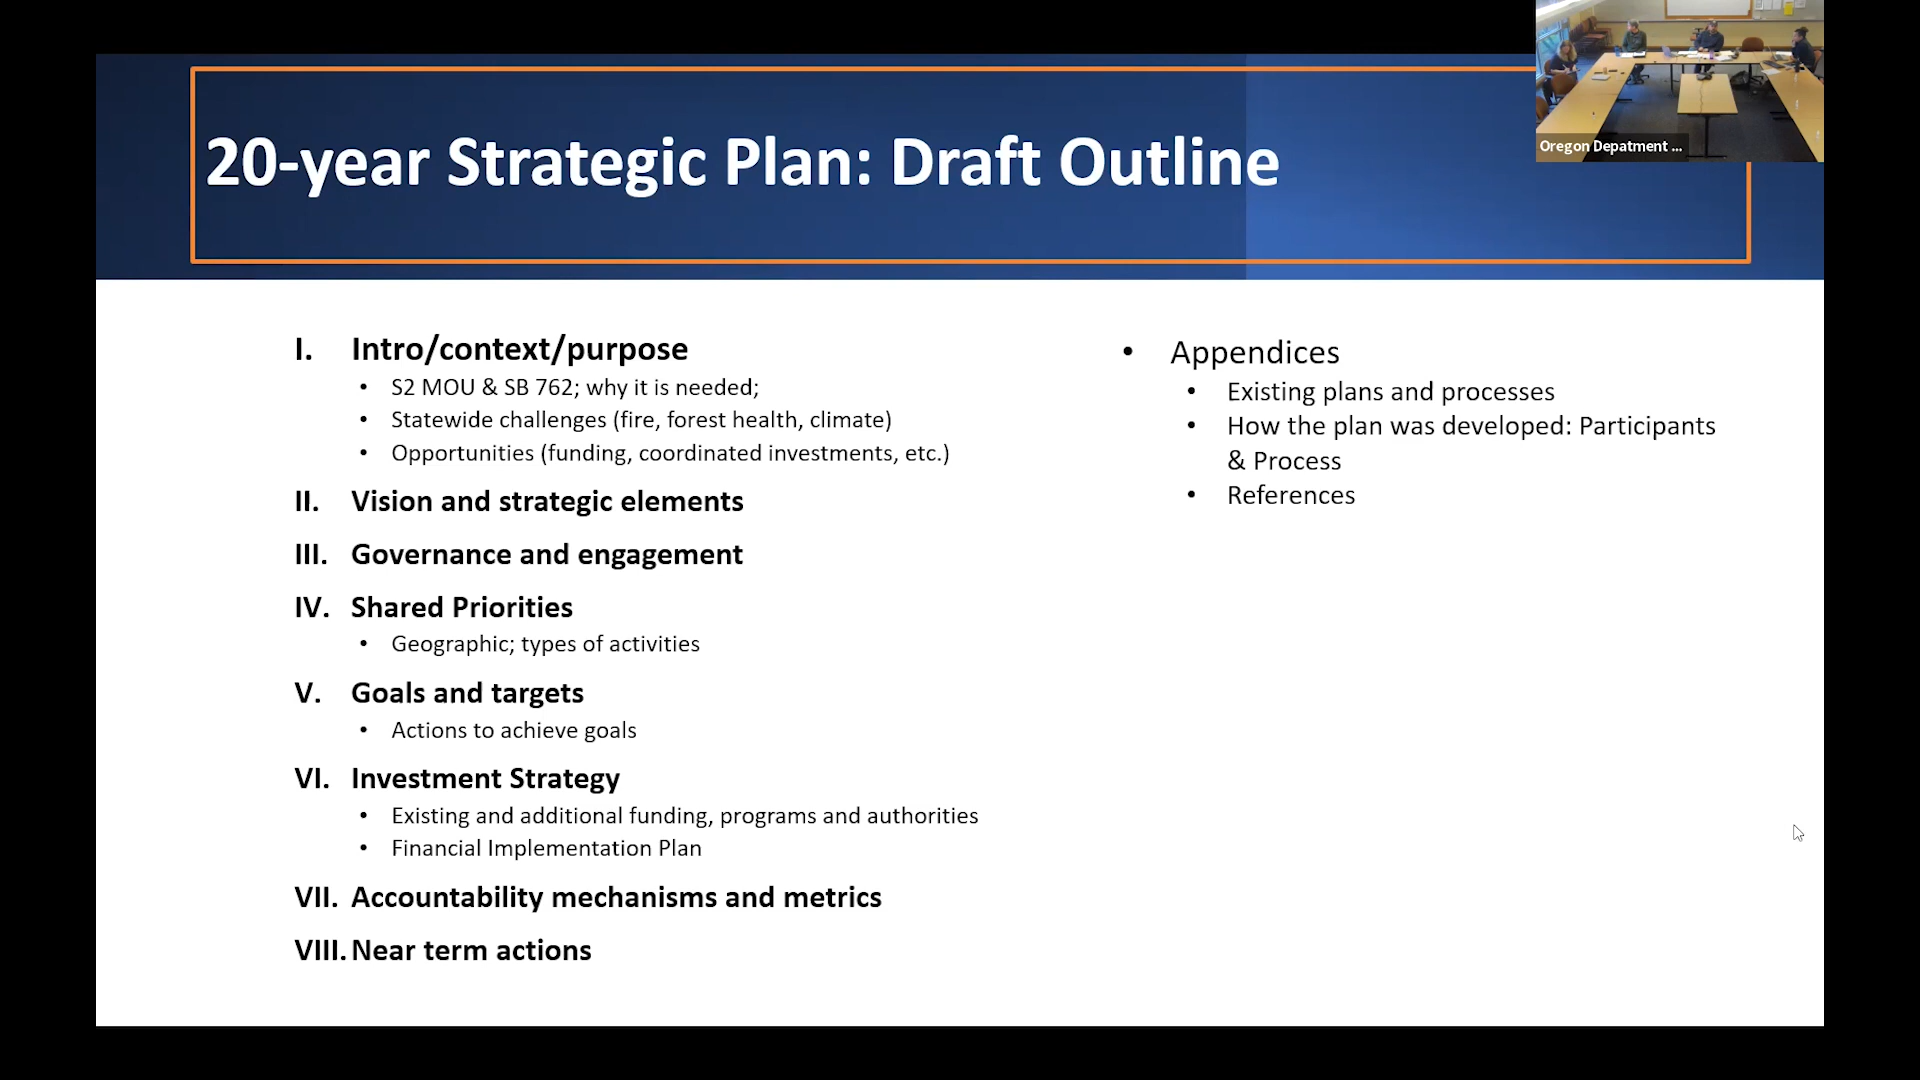 20-year Strategic Plan: Draft Outline
Oregon Depatment ...
I. Intro/context/purpose
• S2 MOU & SB 762; why it is needed;
• Statewide challenges (fire, forest health, climate)
• Opportunities (funding, coordinated investments, etc.)
II. Vision and strategic elements
III. Governance and engagement
IV. Shared Priorities
• Geographic; types of activities
V. Goals and targets
• Actions to achieve goals
VI. Investment Strategy
• Existing and additional funding, programs and authorities
• Financial Implementation Plan
VII. Accountability mechanisms and metrics
VIII. Near term actions
• Appendices
• Existing plans and processes
• How the plan was developed: Participants
& Process
• References